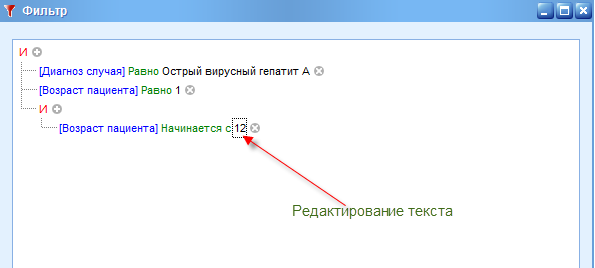 Фильтр
И
[Диагноз случая] Равно Острый вирусный гепатит А
[Возраст пациента] Равно 1
И
[Возраст пациента] Начинается с 12
Редактирование текста